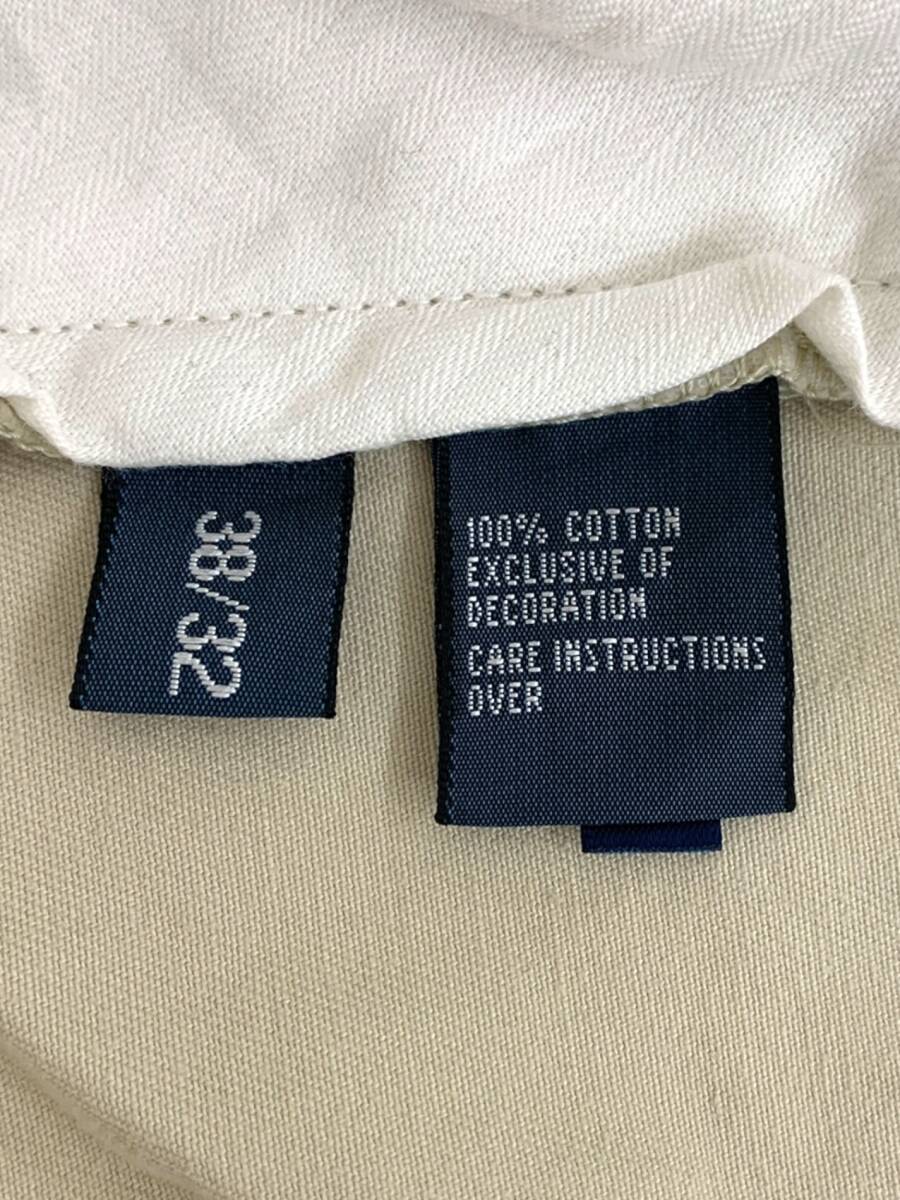 38/32
100% COTTON
EXCLUSIVE OF
DECORATION
CARE INSTRUCTIONS
OVER